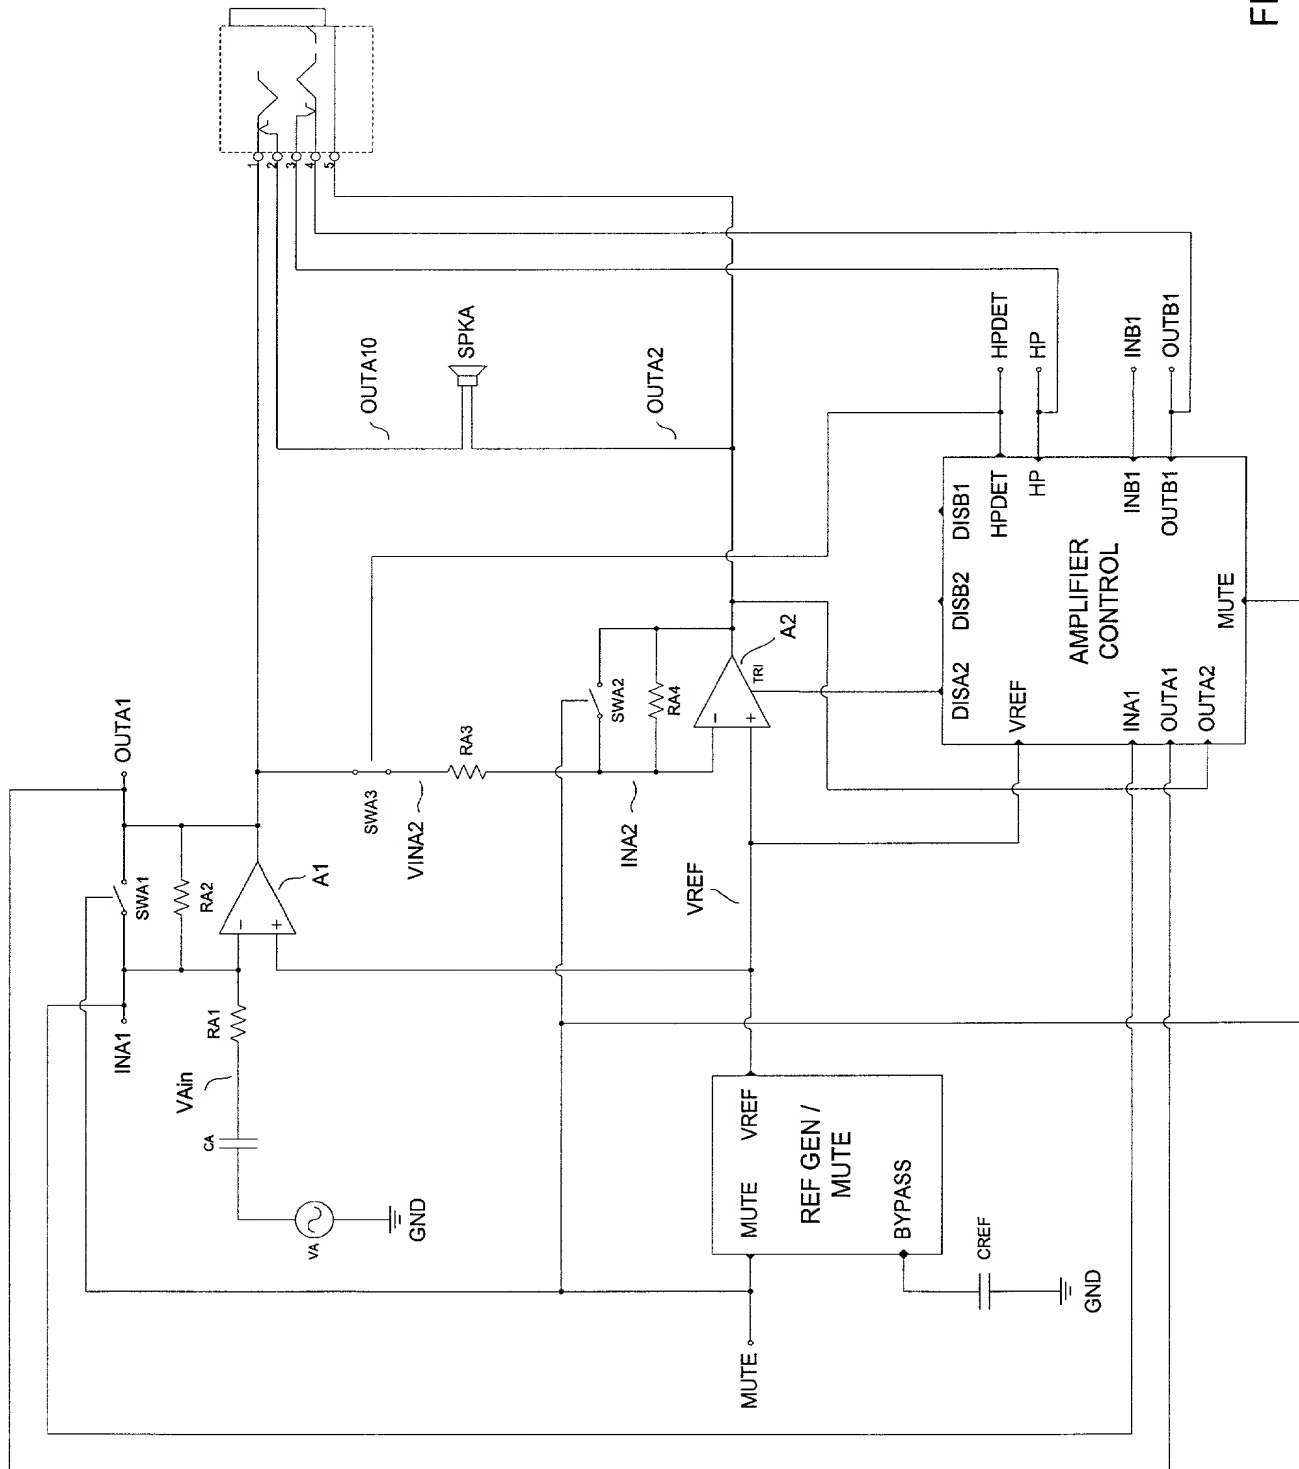 FI
1
2
3
4
5
OUTA1
INA1
SWA1
RA2
A1
RA1
VAin
CA
VA
GND
OUTA10
SPKA
OUTA2
SWA3
VINA2
RA3
INA2
SWA2
RA4
A2
TRI
VREF
HPDET
HP
INB1
OUTB1
DISA2
DISB2
DISB1
VREF
HPDET
HP
INB1
OUTB1
AMPLIFIER
CONTROL
INA1
OUTA1
OUTA2
MUTE
MUTE
MUTE
VREF
REF GEN /
MUTE
BYPASS
CREF
GND